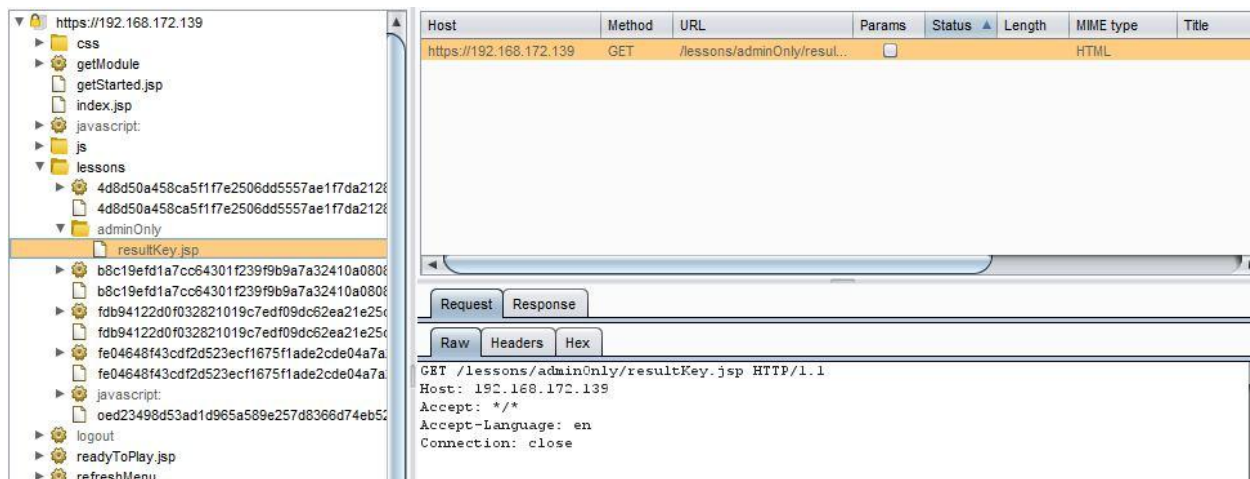 https://192.168.172.139
css
getModule
getStarted.jsp
index.jsp
javascript:
js
lessons
4d8d50a458ca5f1f7e2506dd5557ae1f7da2128
4d8d50a458ca5f1f7e2506dd5557ae1f7da2128
adminOnly
resultKey.jsp
b8c19efd1a7cc64301f239f9b9a7a32410a0808
b8c19efd1a7cc64301f239f9b9a7a32410a0808
fdb94122d0f032821019c7edf09dc62ea21e25c
fdb94122d0f032821019c7edf09dc62ea21e25c
fe04648f43cdf2d523ecf1675f1ade2cde04a7a
fe04648f43cdf2d523ecf1675f1ade2cde04a7a
javascript:
oed23498d53ad1d965a589e257d8366d74eb52
logout
readyToPlay.jsp
refreshMenu
Host Method URL Params Status Length MIME type Title
https://192.168.172.139 GET /lessons/adminOnly/resul... HTML
Request Response
Raw Headers Hex
GET /lessons/adminOnly/resultKey.jsp HTTP/1.1
Host: 192.168.172.139
Accept: */*
Accept-Language: en
Connection: close